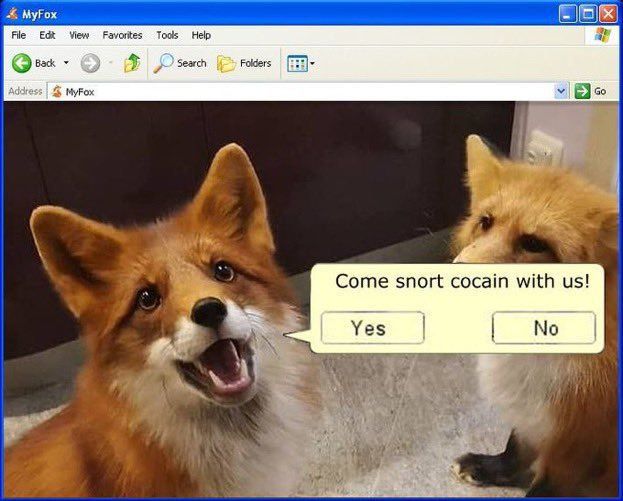 MyFox
File Edit View Favorites Tools Help
Back Search Folders
Address MyFox Go
Come snort cocain with us!
Yes No